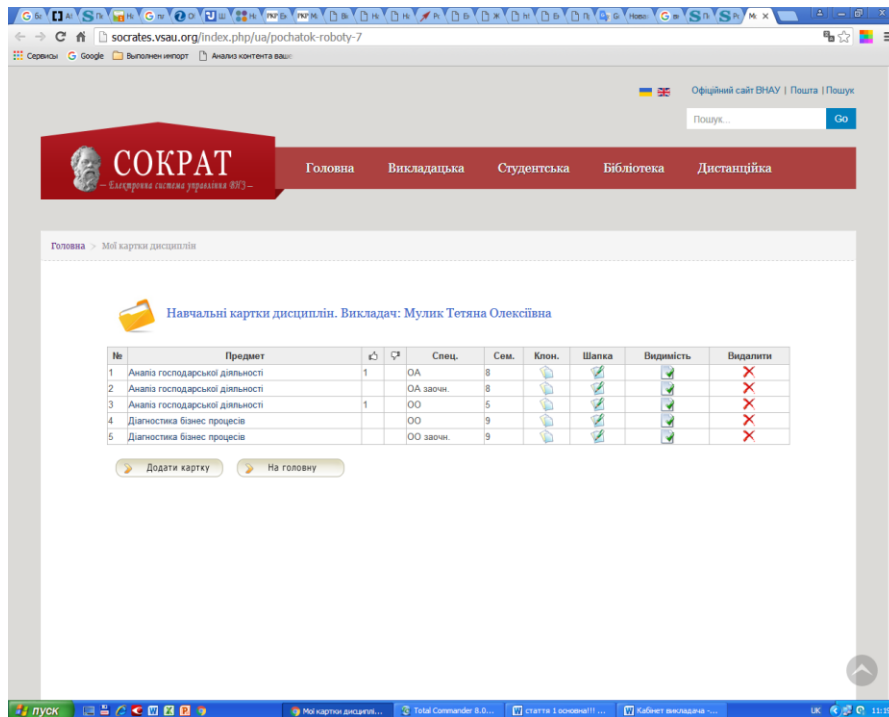 socrates.vsau.org/index.php/ua/pochatok-roboty-7
Сервисы Google Выполнен импорт Анализ контента ваш
Офіційний сайт ВНАУ | Пошта | Пошук
Пошук... Go
СОКРАТ
– Електронна система управління ВНЗ –
Головна Викладацька Студентська Бібліотека Дистанційка
Головна > Мої картки дисциплін
Навчальні картки дисциплін. Викладач: Мулик Тетяна Олексіївна
№ Предмет Спец. Сем. Клон. Шапка Видимість Видалити
1 Аналіз господарської діяльності 1 ОА 8
2 Аналіз господарської діяльності ОА заочн. 8
3 Аналіз господарської діяльності 1 ОО 5
4 Діагностика бізнес процесів ОО 9
5 Діагностика бізнес процесів ОО заочн. 9
Додати картку На головну
пуск Мої картки дисциплі... Total Commander 8.0... стаття 1 основна!!! ... Кабінет викладача -... UK